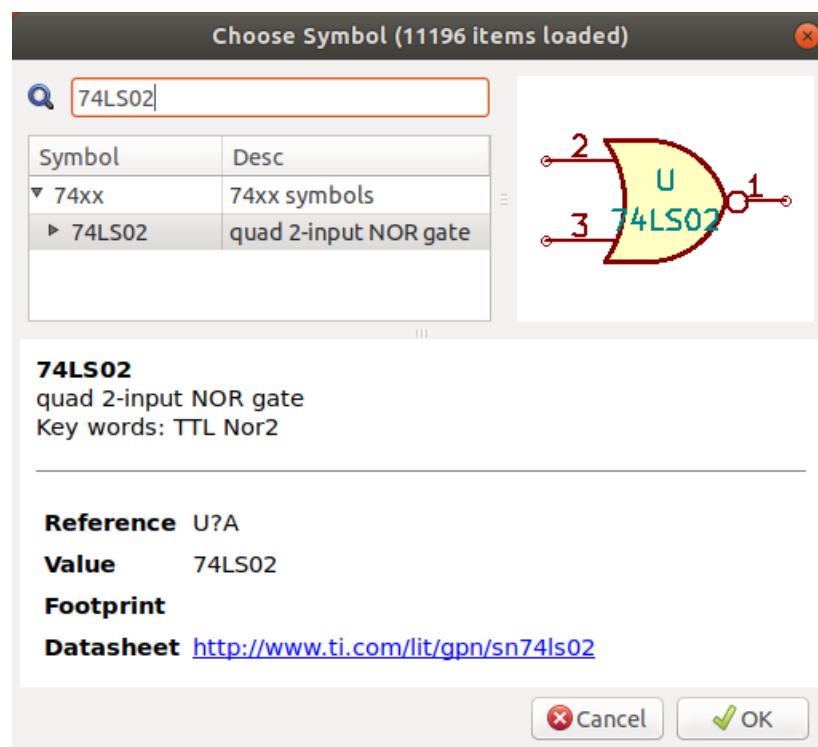 Choose Symbol (11196 items loaded)
74LS02
Symbol Desc
74xx 74xx symbols
74LS02 quad 2-input NOR gate
2
U
1
74LS02
3
74LS02
quad 2-input NOR gate
Key words: TTL Nor2
Reference U?A
Value 74LS02
Footprint
Datasheet http://www.ti.com/lit/gpn/sn74ls02
Cancel OK